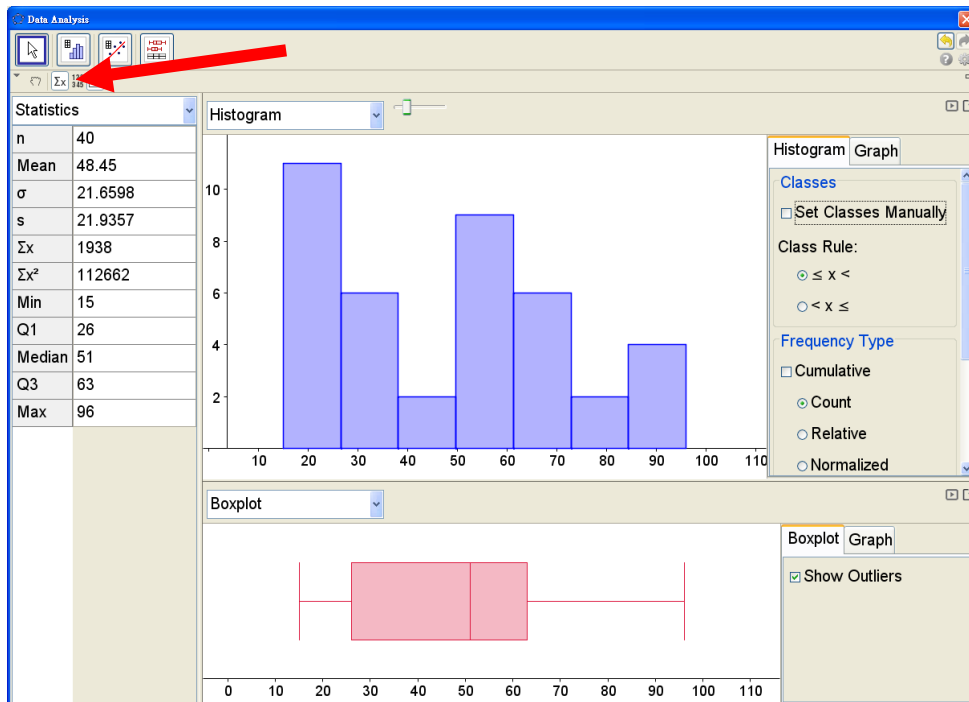 Data Analysis
Σx
Statistics
n 40
Mean 48.45
σ 21.6598
s 21.9357
Σx 1938
Σx² 112662
Min 15
Q1 26
Median 51
Q3 63
Max 96
Histogram
10
8
6
4
2
10 20 30 40 50 60 70 80 90 100 110
Histogram Graph
Classes
Set Classes Manually
Class Rule:
≤ x <
< x ≤
Frequency Type
Cumulative
Count
Relative
Normalized
Boxplot
0 10 20 30 40 50 60 70 80 90 100 110
Boxplot Graph
Show Outliers